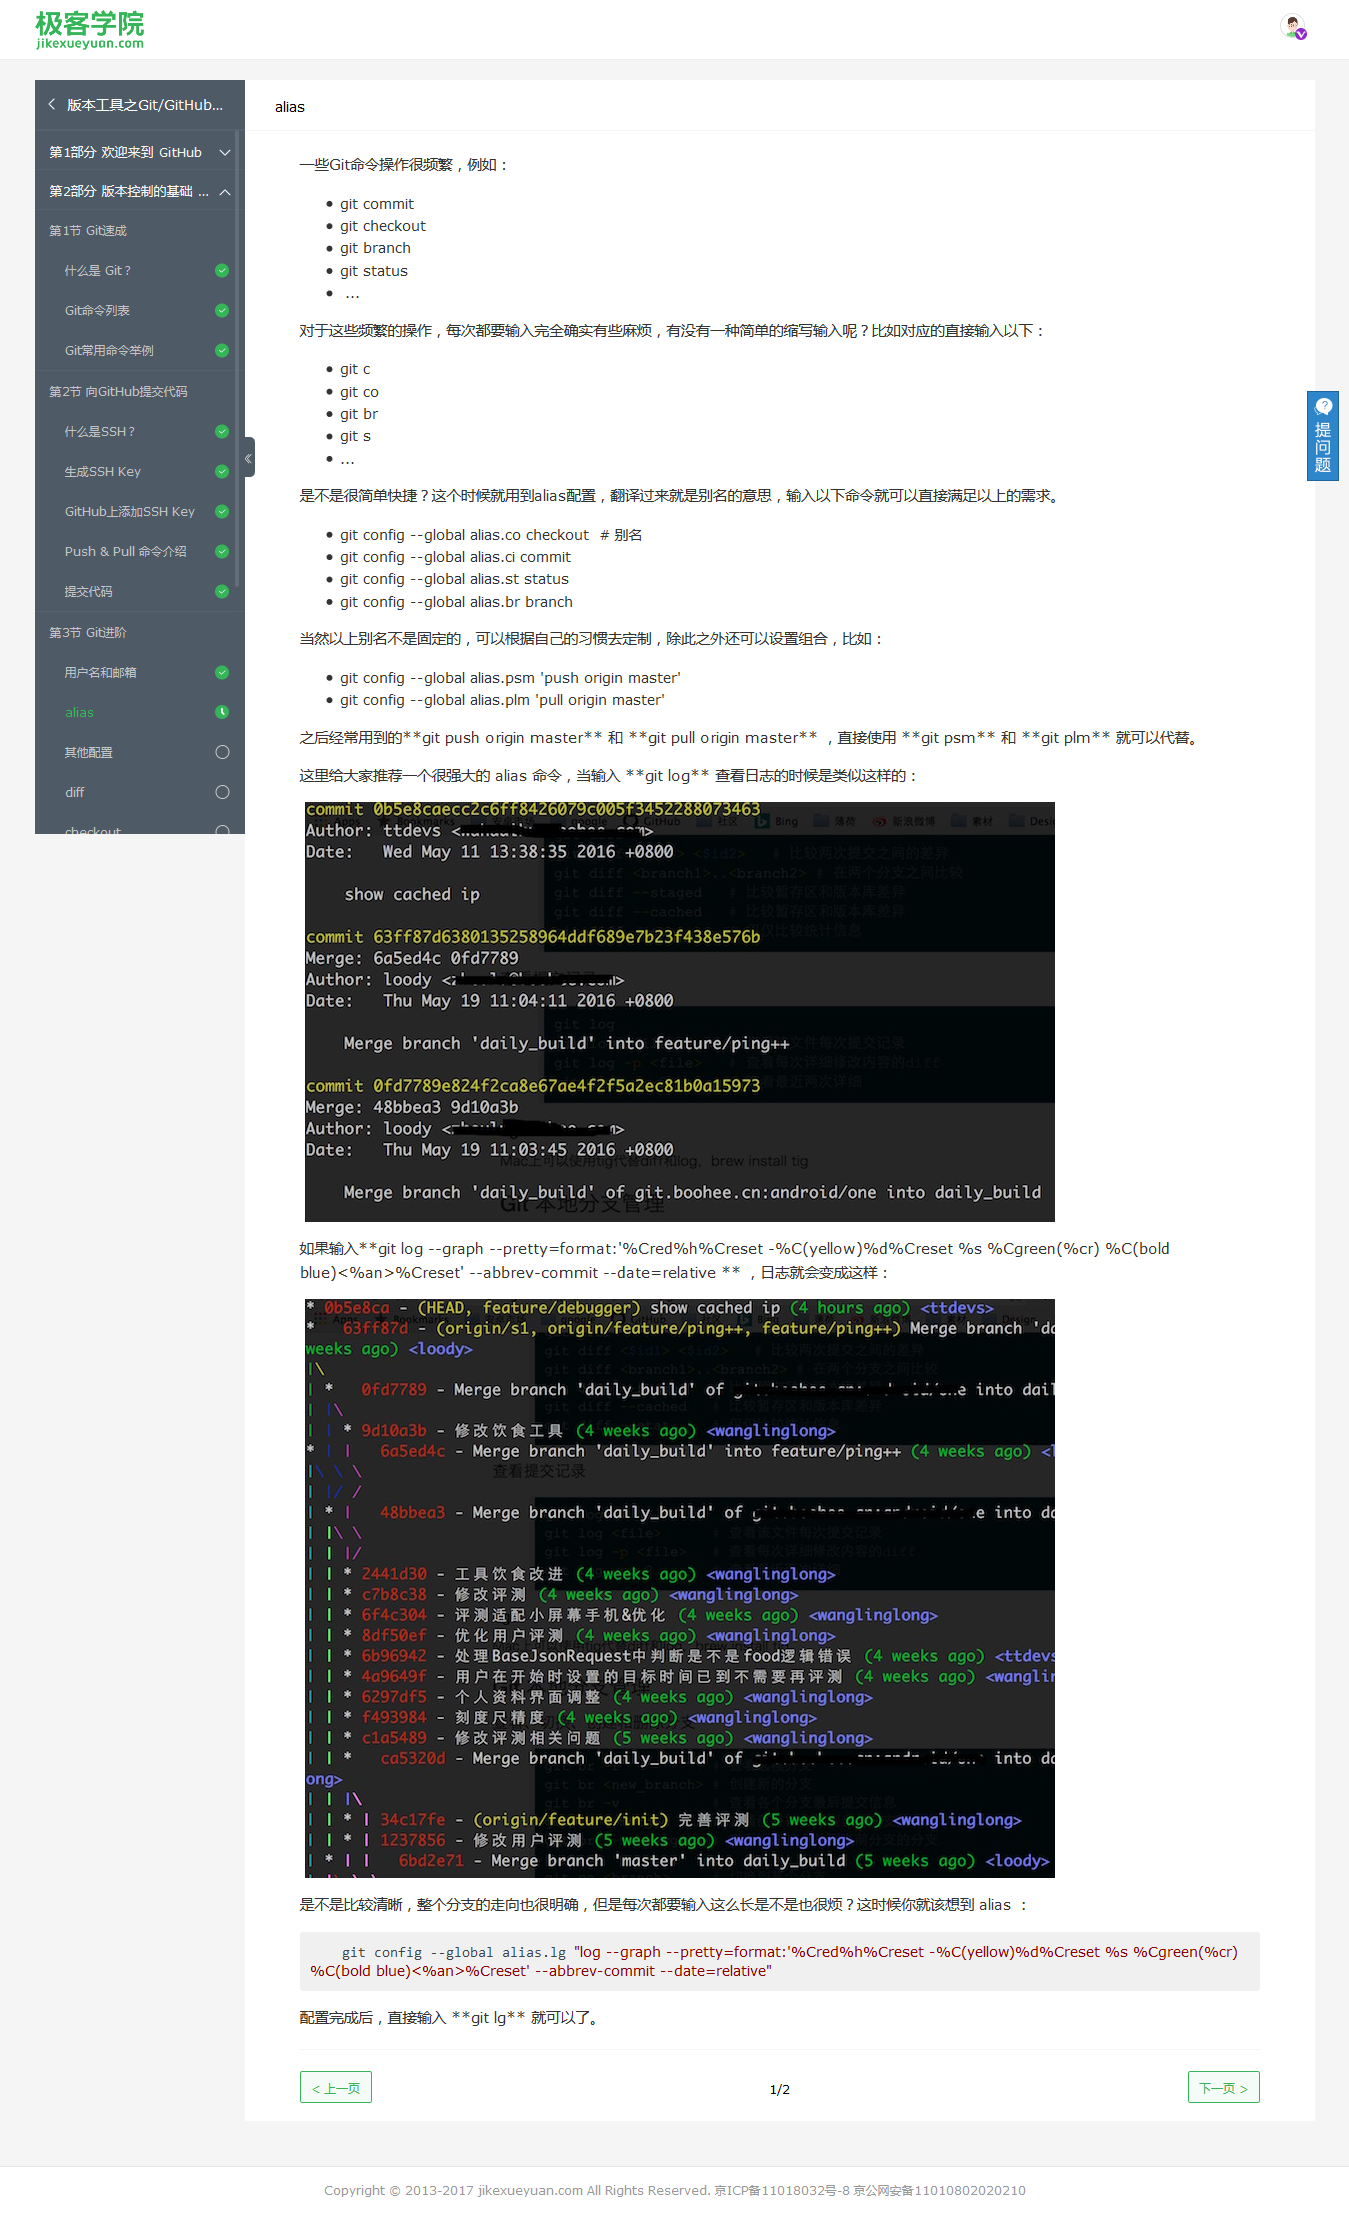 极客学院
jikexueyuan.com
版本工具之Git/GitHub...
第1部分 欢迎来到 GitHub
第2部分 版本控制的基础 ...
第1节 Git速成
什么是 Git？
Git命令列表
Git常用命令举例
第2节 向GitHub提交代码
什么是SSH？
生成SSH Key
GitHub上添加SSH Key
Push & Pull 命令介绍
提交代码
第3节 Git进阶
用户名和邮箱
alias
其他配置
diff
checkout
alias
一些Git命令操作很频繁，例如：
git commit
git checkout
git branch
git status
...
对于这些频繁的操作，每次都要输入完全确实有些麻烦，有没有一种简单的缩写输入呢？比如对应的直接输入以下：
git c
git co
git br
git s
...
是不是很简单快捷？这个时候就用到alias配置，翻译过来就是别名的意思，输入以下命令就可以直接满足以上的需求。
git config --global alias.co checkout  # 别名
git config --global alias.ci commit
git config --global alias.st status
git config --global alias.br branch
当然以上别名不是固定的，可以根据自己的习惯去定制，除此之外还可以设置组合，比如：
git config --global alias.psm 'push origin master'
git config --global alias.plm 'pull origin master'
之后经常用到的**git push origin master** 和 **git pull origin master** ，直接使用 **git psm** 和 **git plm** 就可以代替。
这里给大家推荐一个很强大的 alias 命令，当输入 **git log** 查看日志的时候是类似这样的：
commit 0b5e8caecc2c6ff8426079c005f3452288073463
Author: ttdevs <
Date:   Wed May 11 13:38:35 2016 +0800
show cached ip
commit 63ff87d6380135258964ddf689e7b23f438e576b
Merge: 6a5ed4c 0fd7789
Author: loody <
Date:   Thu May 19 11:04:11 2016 +0800
Merge branch 'daily_build' into feature/ping++
commit 0fd7789e824f2ca8e67ae4f2f5a2ec81b0a15973
Merge: 48bbea3 9d10a3b
Author: loody <
Date:   Thu May 19 11:03:45 2016 +0800
Mac上可以使用tig代替diff和log，brew install tig
Merge branch 'daily_build' of git.boohee.cn:android/one into daily_build
Git 本地分支管理
如果输入**git log --graph --pretty=format:'%Cred%h%Creset -%C(yellow)%d%Creset %s %Cgreen(%cr) %C(bold
blue)<%an>%Creset' --abbrev-commit --date=relative ** ，日志就会变成这样：
* 0b5e8ca - (HEAD, feature/debugger) show cached ip (4 hours ago) <ttdevs>
*   63ff87d - (origin/s1, origin/feature/ping++, feature/ping++) Merge branch 'da
weeks ago) <loody>
|\
| *   0fd7789 - Merge branch 'daily_build' of
into dail
| |\
| | * 9d10a3b - 修改饮食工具 (4 weeks ago) <wanglinglong>
* | |   6a5ed4c - Merge branch 'daily_build' into feature/ping++ (4 weeks ago) <l
|\ \ \
查看提交记录
| |/ /
| * |   48bbea3 - Merge branch 'daily_build' of
into da
| |\ \
| | |/
| | * 2441d30 - 工具饮食改进 (4 weeks ago) <wanglinglong>
| | * c7b8c38 - 修改评测 (4 weeks ago) <wanglinglong>
| | * 6f4c304 - 评测适配小屏幕手机&优化 (4 weeks ago) <wanglinglong>
| | * 8df50ef - 优化用户评测 (4 weeks ago) <wanglinglong>
| | * 6b96942 - 处理BaseJsonRequest中判断是不是food逻辑错误 (4 weeks ago) <ttdevs
| | * 4a9649f - 用户在开始时设置的目标时间已到不需要再评测 (4 weeks ago) <wanglin
| | * 6297df5 - 个人资料界面调整 (4 weeks ago) <wanglinglong>
| | * f493984 - 刻度尺精度 (4 weeks ago) <wanglinglong>
| | * c1a5489 - 修改评测相关问题 (5 weeks ago) <wanglinglong>
| | *   ca5320d - Merge branch 'daily_build' of
into da
ong>
| | |\
| | * | 34c17fe - (origin/feature/init) 完善评测 (5 weeks ago) <wanglinglong>
| | * | 1237856 - 修改用户评测 (5 weeks ago) <wanglinglong>
| * | |   6bd2e71 - Merge branch 'master' into daily_build (5 weeks ago) <loody>
是不是比较清晰，整个分支的走向也很明确，但是每次都要输入这么长是不是也很烦？这时候你就该想到 alias ：
git config --global alias.lg "log --graph --pretty=format:'%Cred%h%Creset -%C(yellow)%d%Creset %s %Cgreen(%cr)
%C(bold blue)<%an>%Creset' --abbrev-commit --date=relative"
配置完成后，直接输入 **git lg** 就可以了。
< 上一页
1/2
下一页 >
提问题
Copyright © 2013-2017 jikexueyuan.com All Rights Reserved. 京ICP备11018032号-8 京公网安备11010802020210